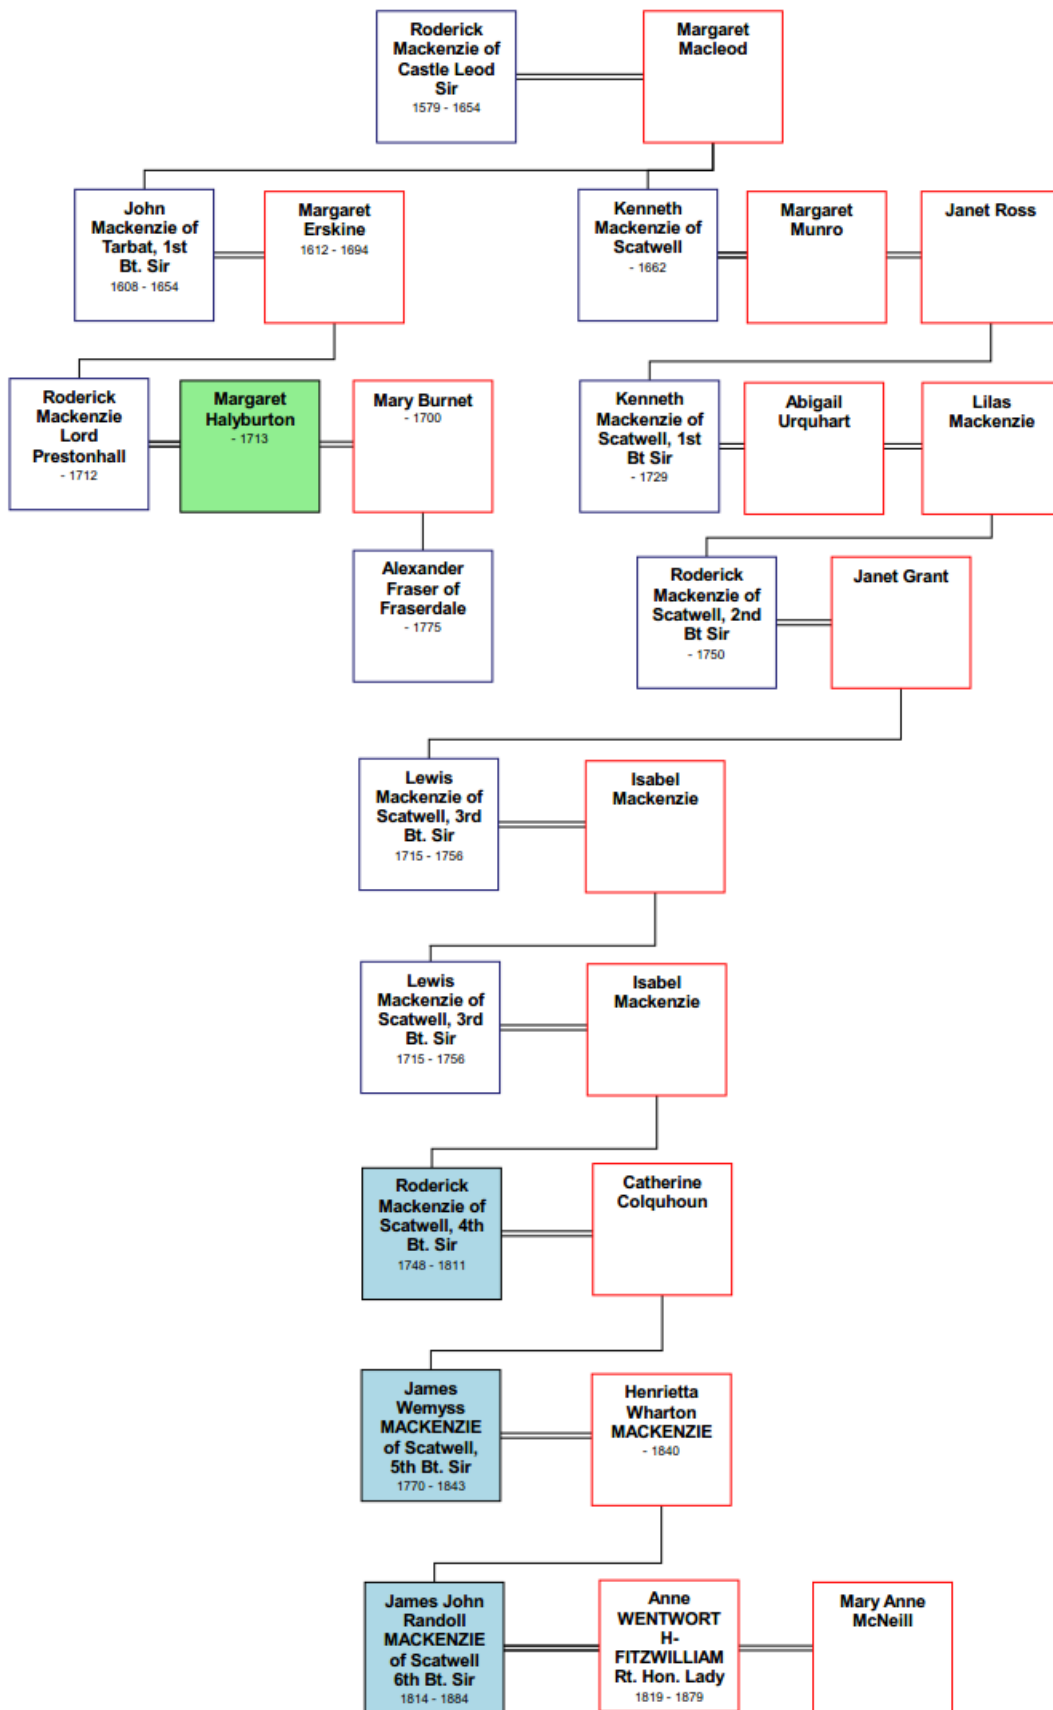 Roderick
Mackenzie of
Castle Leod
Sir
1579 - 1654
Margaret
Macleod
John
Mackenzie of
Tarbat, 1st
Bt. Sir
1608 - 1654
Margaret
Erskine
1612 - 1694
Kenneth
Mackenzie of
Scatwell
- 1662
Margaret
Munro
Janet Ross
Roderick
Mackenzie
Lord
Prestonhall
- 1712
Margaret
Halyburton
- 1713
Mary Burnet
- 1700
Kenneth
Mackenzie of
Scatwell, 1st
Bt Sir
- 1729
Abigail
Urquhart
Lilas
Mackenzie
Alexander
Fraser of
Fraserdale
- 1775
Roderick
Mackenzie of
Scatwell, 2nd
Bt Sir
- 1750
Janet Grant
Lewis
Mackenzie of
Scatwell, 3rd
Bt. Sir
1715 - 1756
Isabel
Mackenzie
Lewis
Mackenzie of
Scatwell, 3rd
Bt. Sir
1715 - 1756
Isabel
Mackenzie
Roderick
Mackenzie of
Scatwell, 4th
Bt. Sir
1748 - 1811
Catherine
Colquhoun
James
Wemyss
MACKENZIE
of Scatwell,
5th Bt. Sir
1770 - 1843
Henrietta
Wharton
MACKENZIE
- 1840
James John
Randoll
MACKENZIE
of Scatwell
6th Bt. Sir
1814 - 1884
Anne
WENTWORT
H-
FITZWILLIAM
Rt. Hon. Lady
1819 - 1879
Mary Anne
McNeill